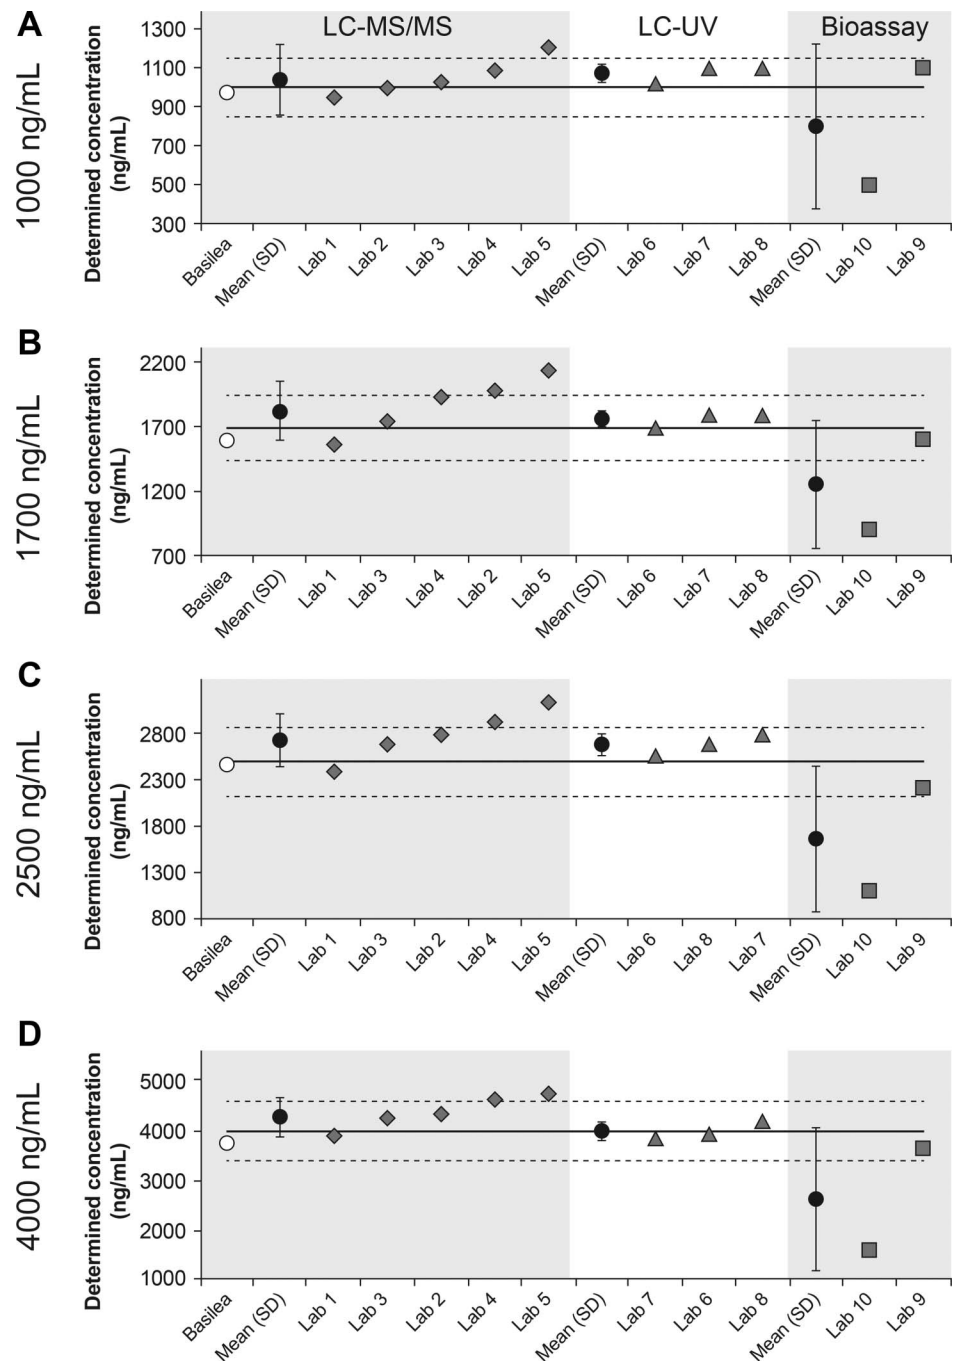 A
LC-MS/MS
LC-UV
Bioassay
1000 ng/mL
Determined concentration
(ng/mL)
1300
1100
900
700
500
300
Basilea
Mean (SD)
Lab 1
Lab 2
Lab 3
Lab 4
Lab 5
Mean (SD)
Lab 6
Lab 7
Lab 8
Mean (SD)
Lab 10
Lab 9
B
1700 ng/mL
Determined concentration
(ng/mL)
2200
1700
1200
700
Basilea
Mean (SD)
Lab 1
Lab 3
Lab 4
Lab 2
Lab 5
Mean (SD)
Lab 6
Lab 7
Lab 8
Mean (SD)
Lab 10
Lab 9
C
2500 ng/mL
Determined concentration
(ng/mL)
2800
2300
1800
1300
800
Basilea
Mean (SD)
Lab 1
Lab 3
Lab 2
Lab 4
Lab 5
Mean (SD)
Lab 6
Lab 8
Lab 7
Mean (SD)
Lab 10
Lab 9
D
4000 ng/mL
Determined concentration
(ng/mL)
5000
4000
3000
2000
1000
Basilea
Mean (SD)
Lab 1
Lab 3
Lab 2
Lab 4
Lab 5
Mean (SD)
Lab 7
Lab 6
Lab 8
Mean (SD)
Lab 10
Lab 9